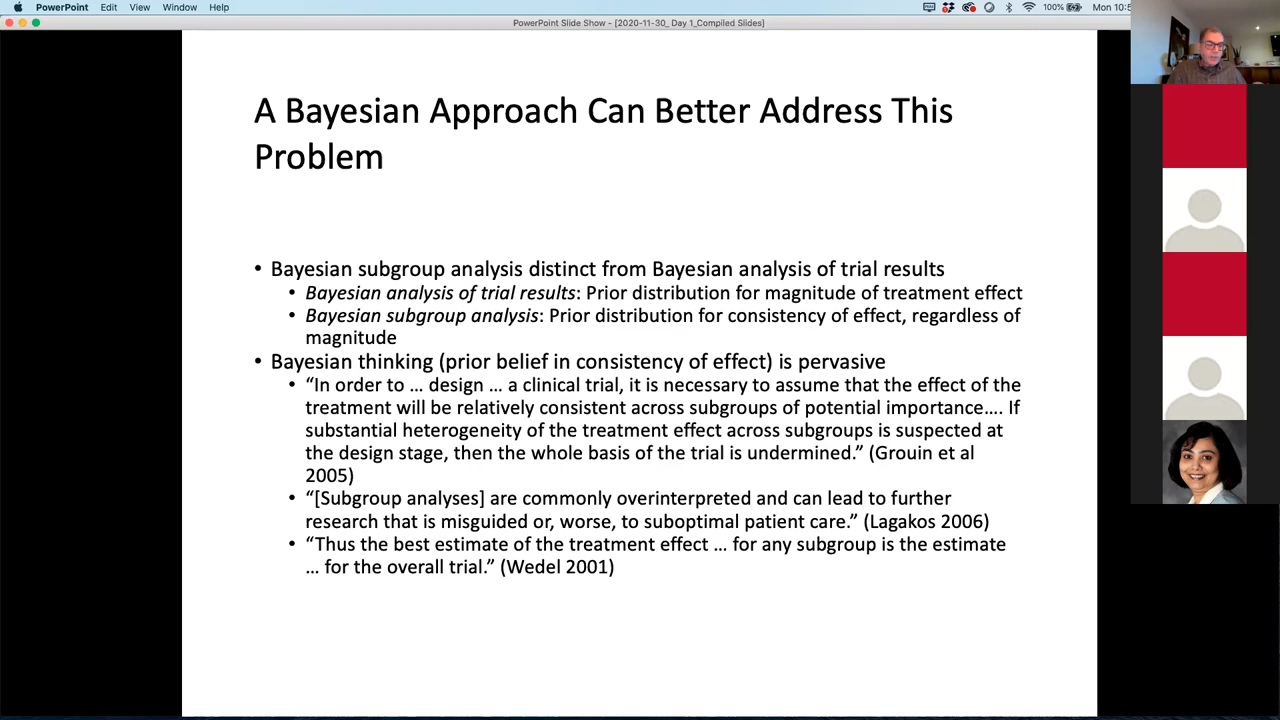 PowerPoint Edit View Window Help
100%
Mon 10:5
PowerPoint Slide Show - [2020-11-30_ Day 1_Compiled Slides]
A Bayesian Approach Can Better Address This
Problem
• Bayesian subgroup analysis distinct from Bayesian analysis of trial results
• Bayesian analysis of trial results: Prior distribution for magnitude of treatment effect
• Bayesian subgroup analysis: Prior distribution for consistency of effect, regardless of
magnitude
• Bayesian thinking (prior belief in consistency of effect) is pervasive
• “In order to … design … a clinical trial, it is necessary to assume that the effect of the
treatment will be relatively consistent across subgroups of potential importance…. If
substantial heterogeneity of the treatment effect across subgroups is suspected at
the design stage, then the whole basis of the trial is undermined.” (Grouin et al
2005)
• “[Subgroup analyses] are commonly overinterpreted and can lead to further
research that is misguided or, worse, to suboptimal patient care.” (Lagakos 2006)
• “Thus the best estimate of the treatment effect … for any subgroup is the estimate
… for the overall trial.” (Wedel 2001)